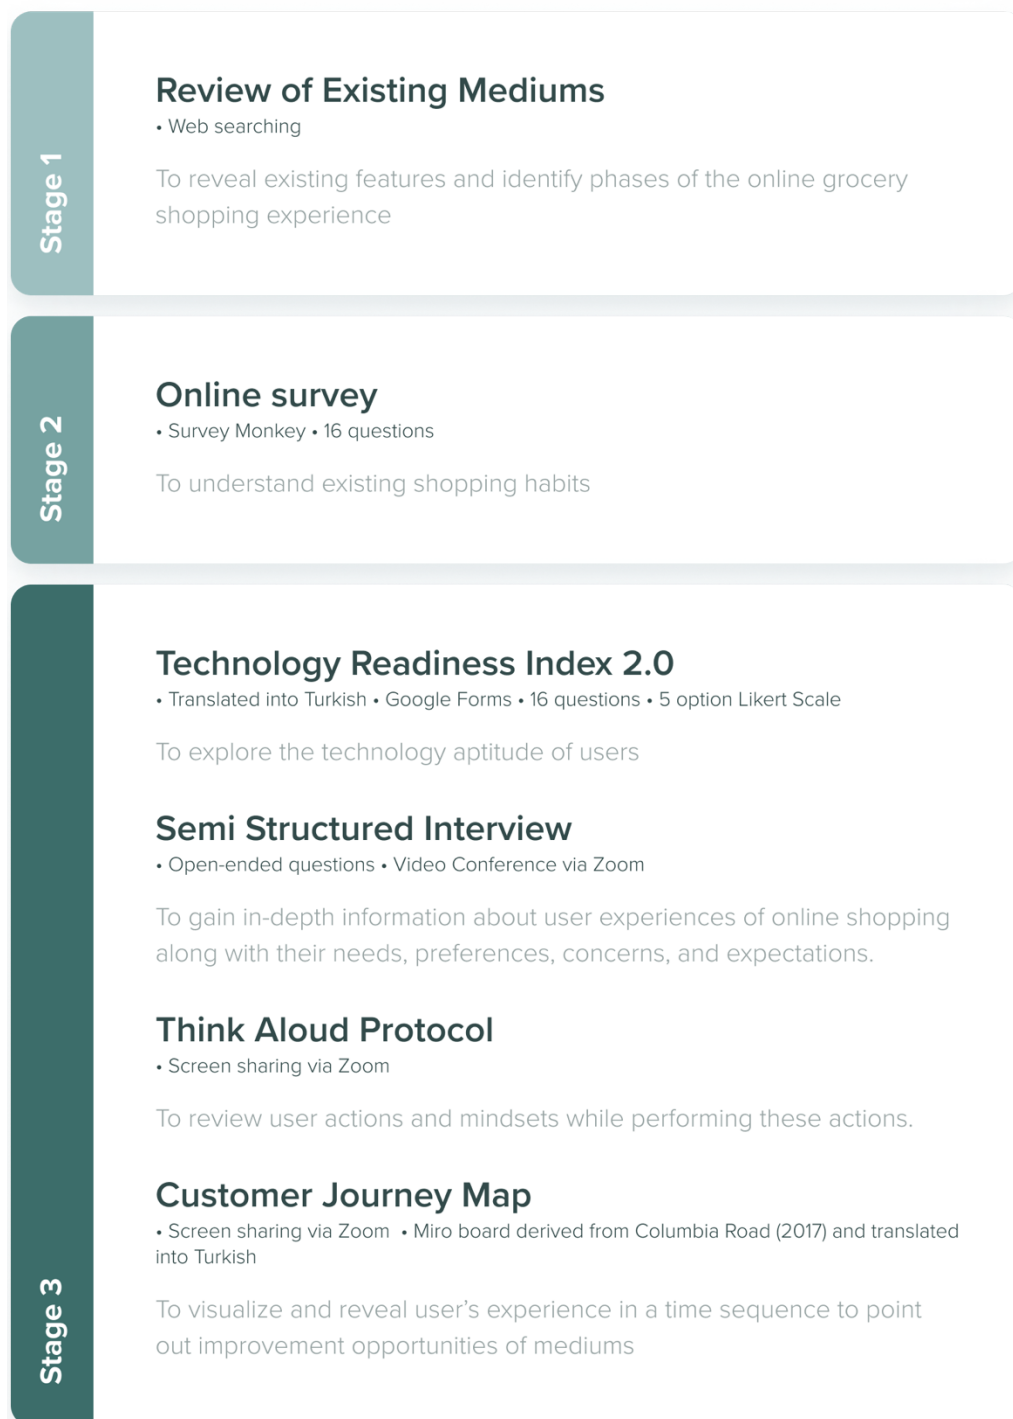 Stage 1
Review of Existing Mediums
• Web searching
To reveal existing features and identify phases of the online grocery
shopping experience
Stage 2
Online survey
• Survey Monkey • 16 questions
To understand existing shopping habits
Stage 3
Technology Readiness Index 2.0
• Translated into Turkish • Google Forms • 16 questions • 5 option Likert Scale
To explore the technology aptitude of users
Semi Structured Interview
• Open-ended questions • Video Conference via Zoom
To gain in-depth information about user experiences of online shopping
along with their needs, preferences, concerns, and expectations.
Think Aloud Protocol
• Screen sharing via Zoom
To review user actions and mindsets while performing these actions.
Customer Journey Map
• Screen sharing via Zoom • Miro board derived from Columbia Road (2017) and translated
into Turkish
To visualize and reveal user’s experience in a time sequence to point
out improvement opportunities of mediums